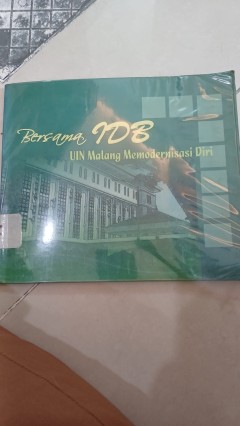 Bersama IDB
UIN Malang Memodernisasi Diri